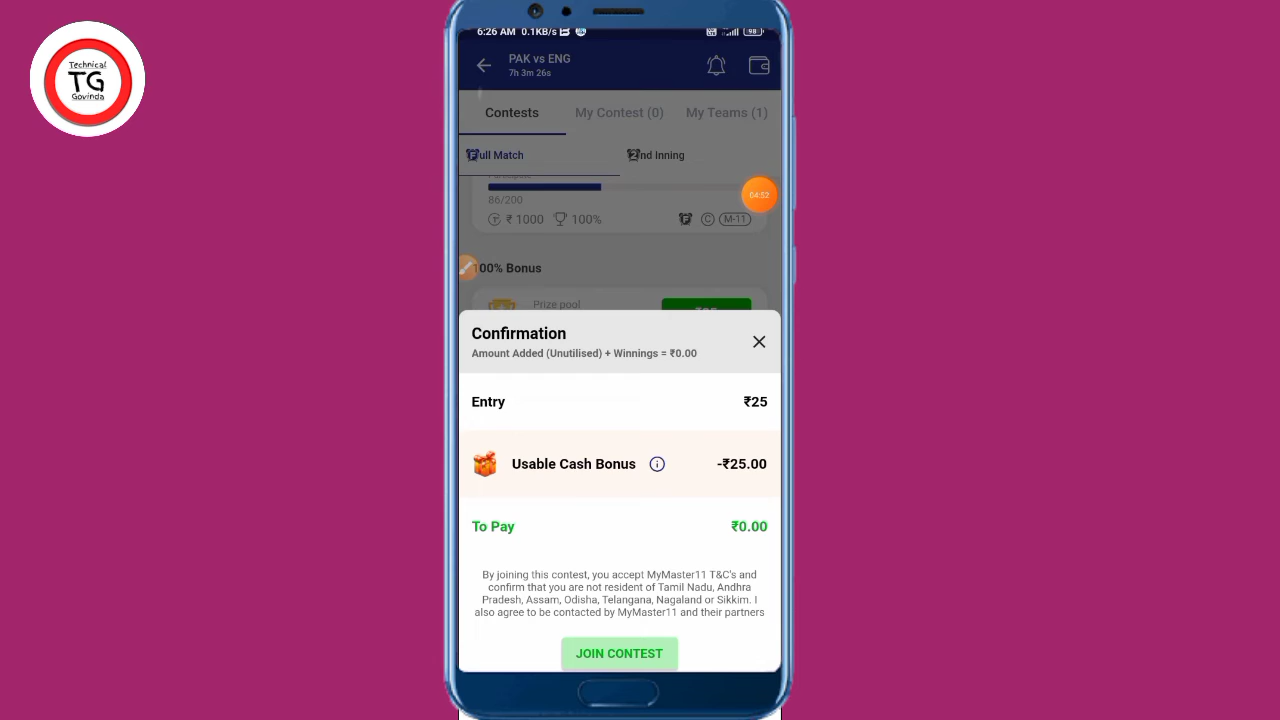 Technical
TG
Govinda
6:26 AM 0.1KB/s
98
PAK vs ENG
7h 3m 26s
Contests My Contest (0) My Teams (1)
Full Match 2nd Inning
04:52
86/200
₹ 1000 100% F C M-11
100% Bonus
Prize pool
Confirmation
Amount Added (Unutilised) + Winnings = ₹0.00
Entry ₹25
Usable Cash Bonus -₹25.00
To Pay ₹0.00
By joining this contest, you accept MyMaster11 T&C's and
confirm that you are not resident of Tamil Nadu, Andhra
Pradesh, Assam, Odisha, Telangana, Nagaland or Sikkim. I
also agree to be contacted by MyMaster11 and their partners
JOIN CONTEST